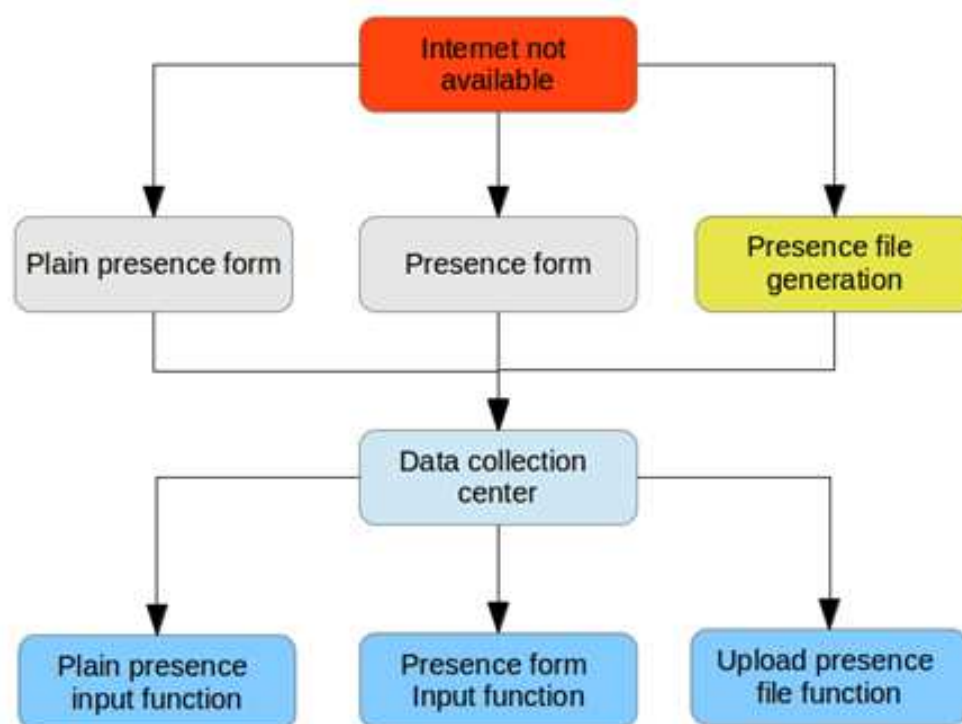 Internet not
available
Plain presence form
Presence form
Presence file
generation
Data collection
center
Plain presence
input function
Presence form
Input function
Upload presence
file function